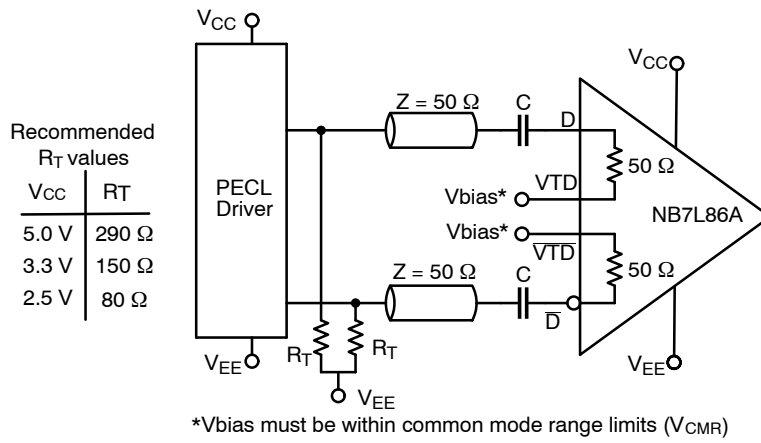 VCC
VCC
Z = 50 Ω
C
D
Recommended
RT values
VCC RT
5.0 V 290 Ω
3.3 V 150 Ω
2.5 V 80 Ω
PECL
Driver
50 Ω
Vbias* VTD
NB7L86A
Vbias*
VTD
Z = 50 Ω
C
50 Ω
D
VEE
RT
RT
VEE
VEE
*Vbias must be within common mode range limits (VCMR)